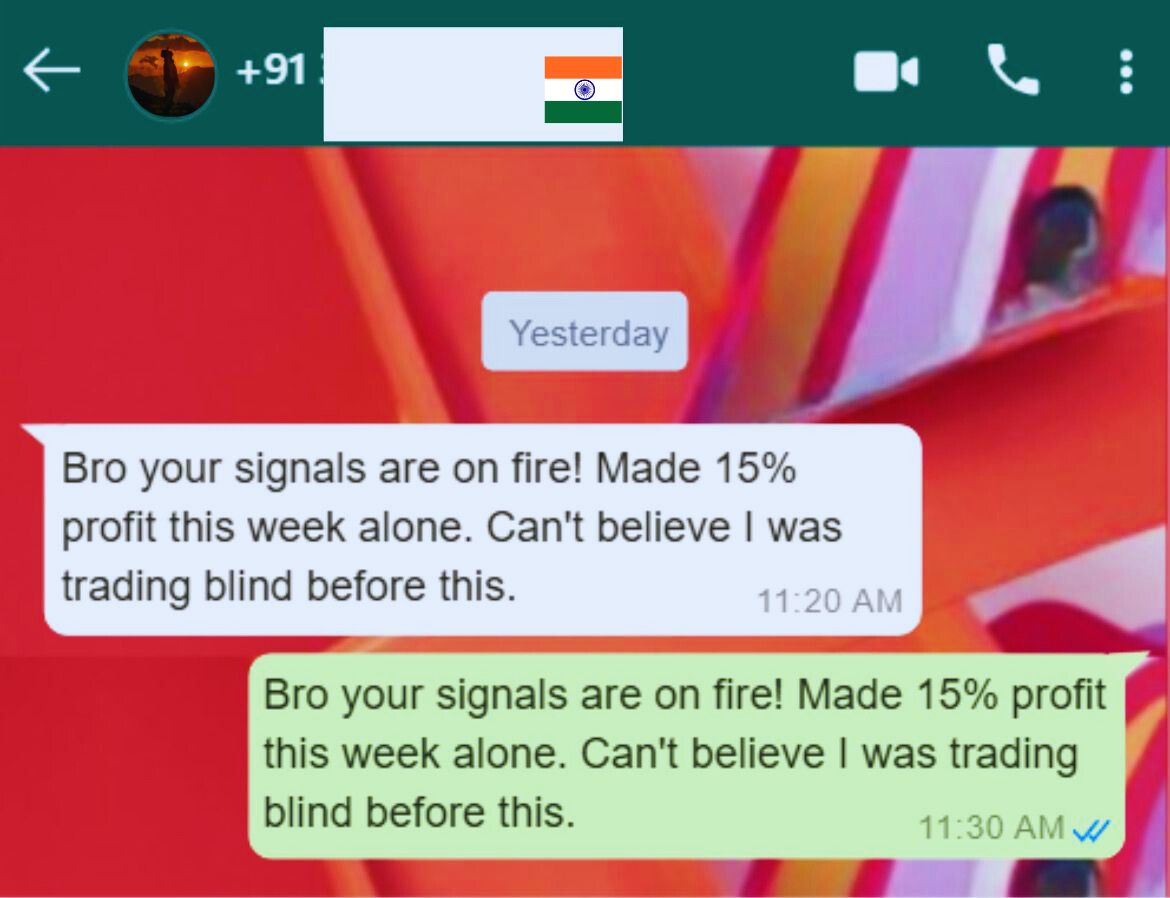 +91
Yesterday
Bro your signals are on fire! Made 15%
profit this week alone. Can't believe I was
trading blind before this.
11:20 AM
Bro your signals are on fire! Made 15% profit
this week alone. Can't believe I was trading
blind before this.
11:30 AM